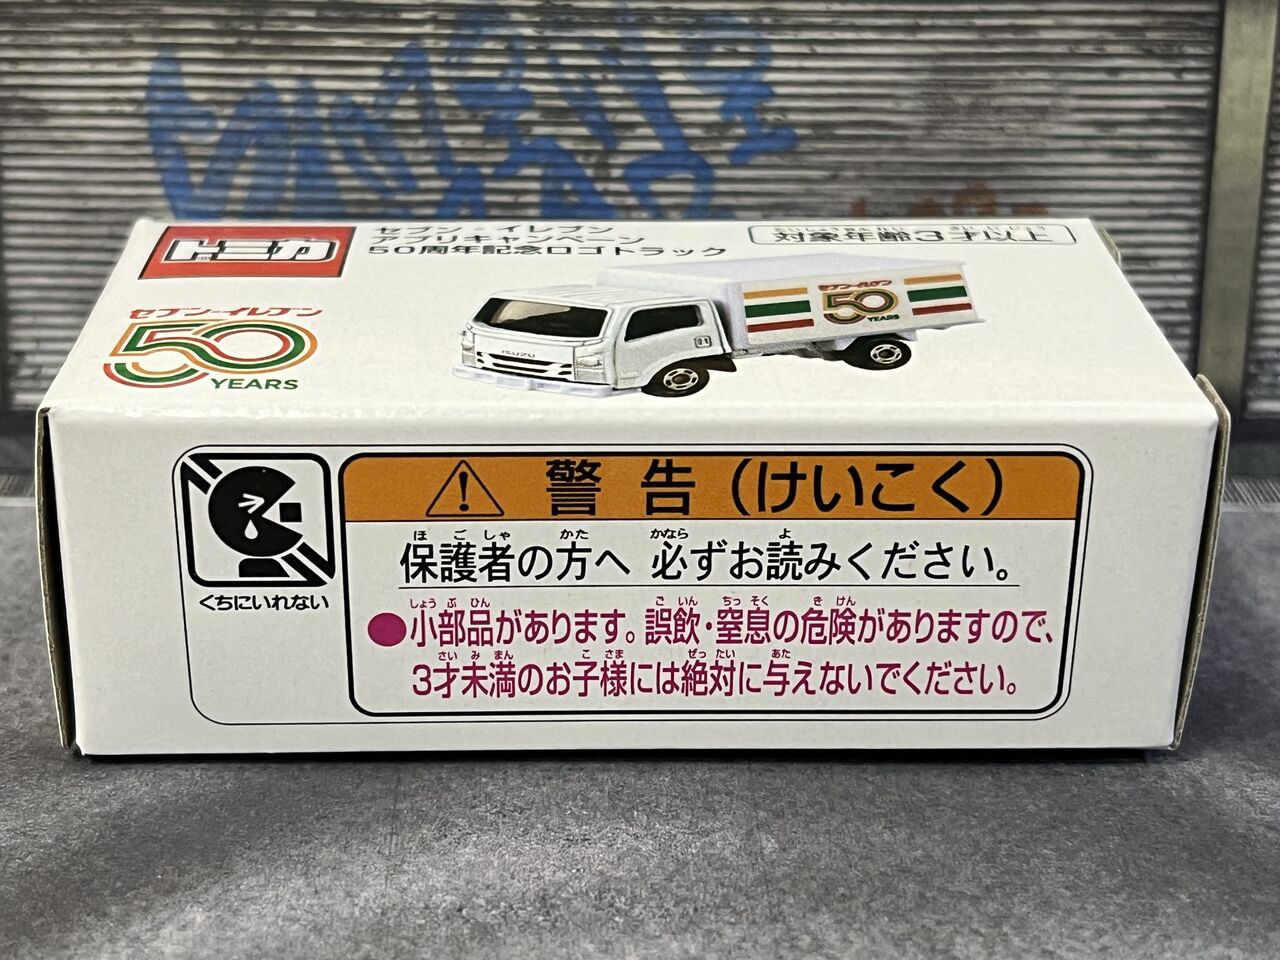 トミカ
セブン-イレブン
アプリキャンペーン
50周年記念ロゴトラック
対象年齢3才以上
セブン-イレブン
50
YEARS
セブン-イレブン
50
YEARS
ISUZU
警告(けいこく)
保護者の方へ 必ずお読みください。
ほごしゃ かた かなら よ
くちにいれない
しょうぶひん ごいん ちっそく きけん
●小部品があります。誤飲・窒息の危険がありますので、
さいみまん こさま ぜったい あた
3才未満のお子様には絶対に与えないでください。